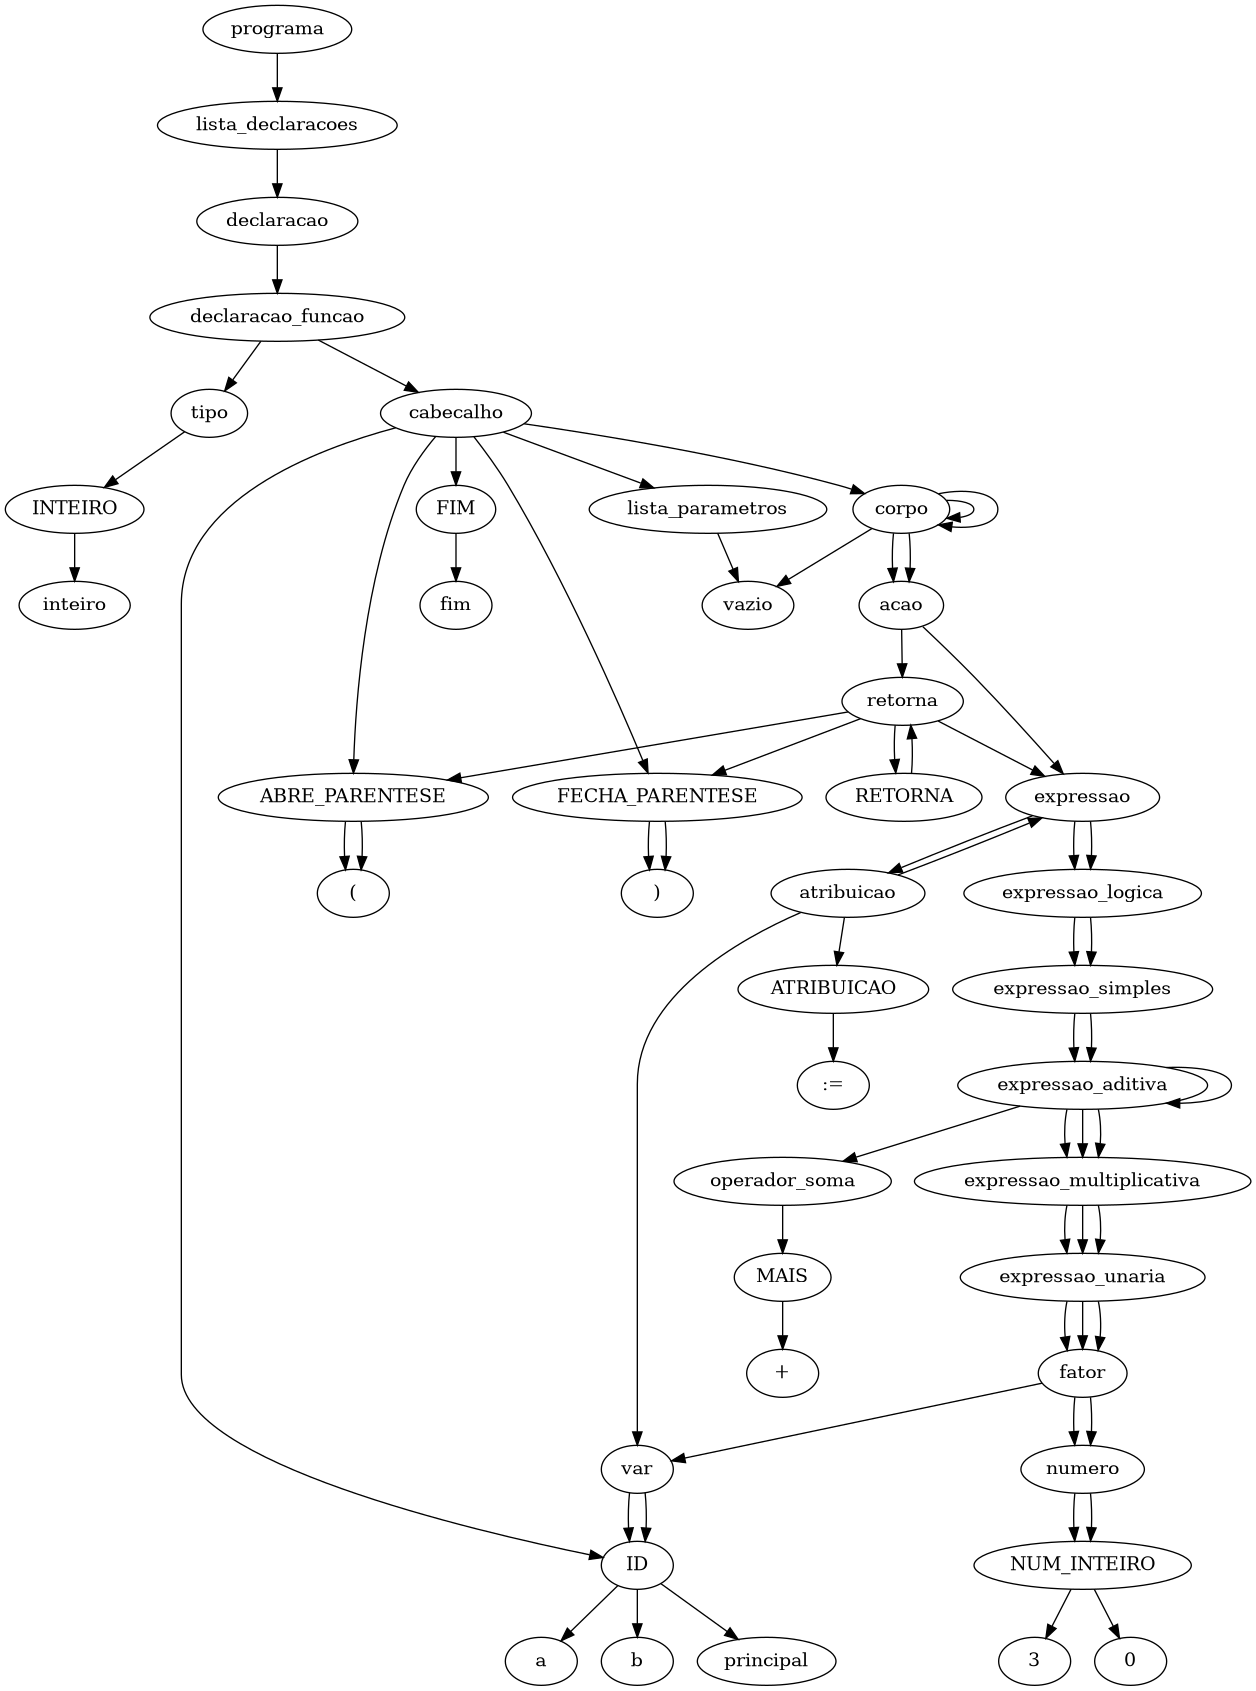 programa
lista_declaracoes
declaracao
declaracao_funcao
tipo
cabecalho
INTEIRO
FIM
lista_parametros
corpo
inteiro
fim
vazio
acao
retorna
ABRE_PARENTESE
FECHA_PARENTESE
RETORNA
expressao
(
)
atribuicao
expressao_logica
ATRIBUICAO
expressao_simples
:=
expressao_aditiva
operador_soma
expressao_multiplicativa
MAIS
expressao_unaria
+
fator
var
numero
ID
NUM_INTEIRO
a
b
principal
3
0